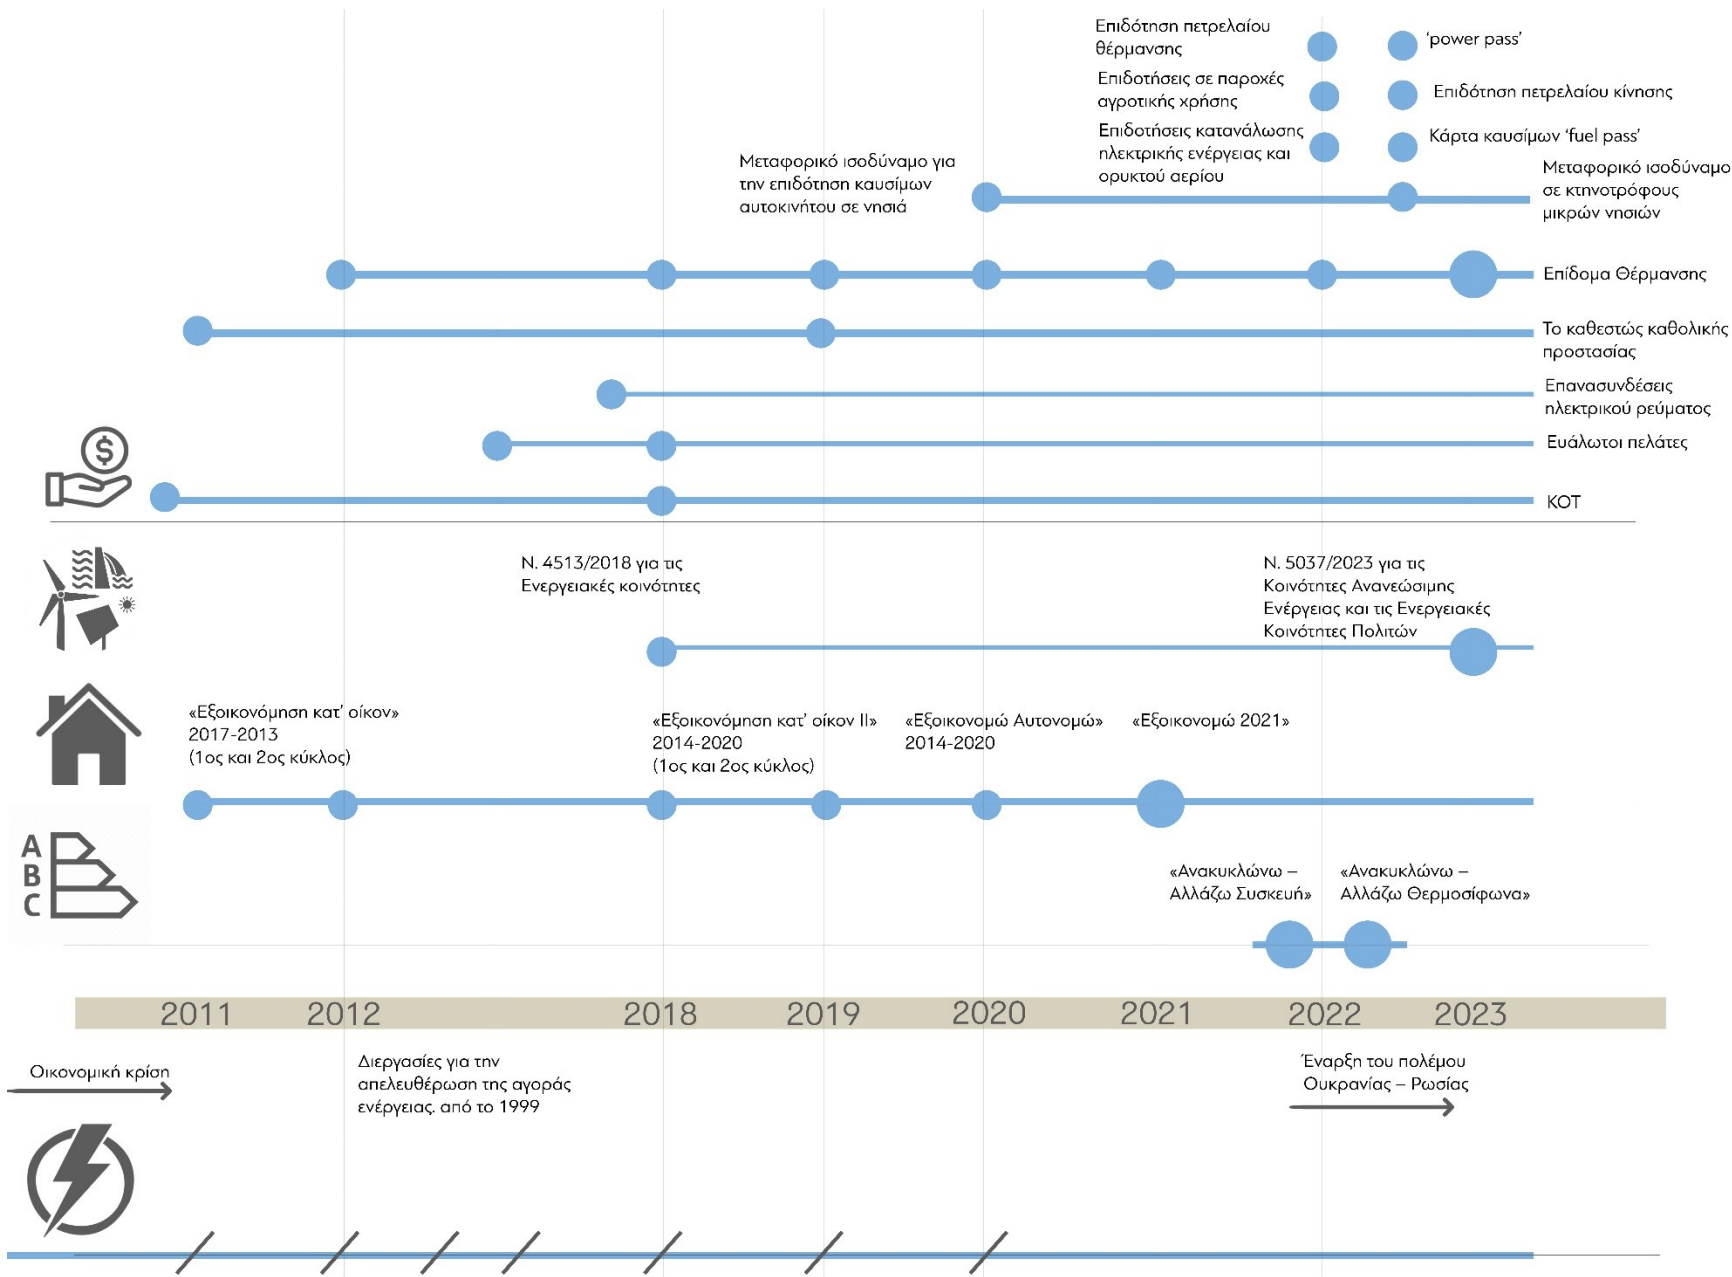 Επιδότηση πετρελαίου
θέρμανσης
'power pass'
Επιδοτήσεις σε παροχές
αγροτικής χρήσης
Επιδότηση πετρελαίου κίνησης
Επιδοτήσεις κατανάλωσης
ηλεκτρικής ενέργειας και
ορυκτού αερίου
Κάρτα καυσίμων 'fuel pass'
Μεταφορικό ισοδύναμο για
την επιδότηση καυσίμων
αυτοκινήτου σε νησιά
Μεταφορικό ισοδύναμο
σε κτηνοτρόφους
μικρών νησιών
Επίδομα Θέρμανσης
Το καθεστώς καθολικής
προστασίας
Επανασυνδέσεις
ηλεκτρικού ρεύματος
Ευάλωτοι πελάτες
$
ΚΟΤ
Ν. 4513/2018 για τις
Ενεργειακές κοινότητες
Ν. 5037/2023 για τις
Κοινότητες Ανανεώσιμης
Ενέργειας και τις Ενεργειακές
Κοινότητες Πολιτών
«Εξοικονόμηση κατ' οίκον»
2017-2013
(1ος και 2ος κύκλος)
«Εξοικονόμηση κατ' οίκον ΙΙ»
2014-2020
(1ος και 2ος κύκλος)
«Εξοικονομώ Αυτονομώ»
2014-2020
«Εξοικονομώ 2021»
A
B
C
«Ανακυκλώνω –
Αλλάζω Συσκευή»
«Ανακυκλώνω –
Αλλάζω Θερμοσίφωνα»
2011 2012 2018 2019 2020 2021 2022 2023
Οικονομική κρίση
Διεργασίες για την
απελευθέρωση της αγοράς
ενέργειας. από το 1999
Έναρξη του πολέμου
Ουκρανίας – Ρωσίας